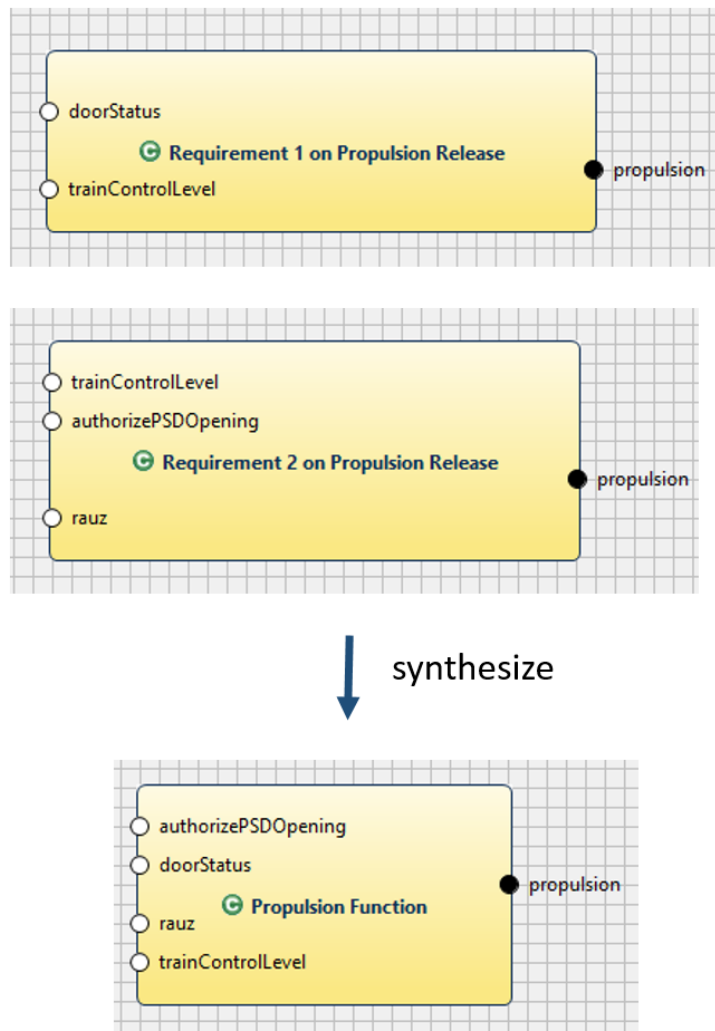 doorStatus
C Requirement 1 on Propulsion Release
propulsion
trainControlLevel
trainControlLevel
authorizePSDOpening
C Requirement 2 on Propulsion Release
propulsion
rauz
synthesize
authorizePSDOpening
doorStatus
propulsion
C Propulsion Function
rauz
trainControlLevel